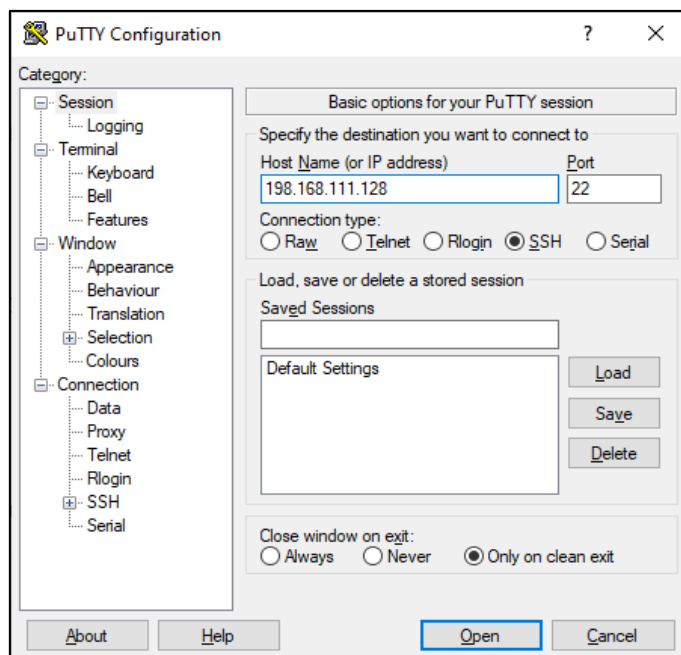 PuTTY Configuration
?
Category:
Session
Logging
Terminal
Keyboard
Bell
Features
Window
Appearance
Behaviour
Translation
Selection
Colours
Connection
Data
Proxy
Telnet
Rlogin
SSH
Serial
Basic options for your PuTTY session
Specify the destination you want to connect to
Host Name (or IP address) Port
198.168.111.128 22
Connection type:
Raw Telnet Rlogin SSH Serial
Load, save or delete a stored session
Saved Sessions
Default Settings
Load
Save
Delete
Close window on exit:
Always Never Only on clean exit
About Help Open Cancel